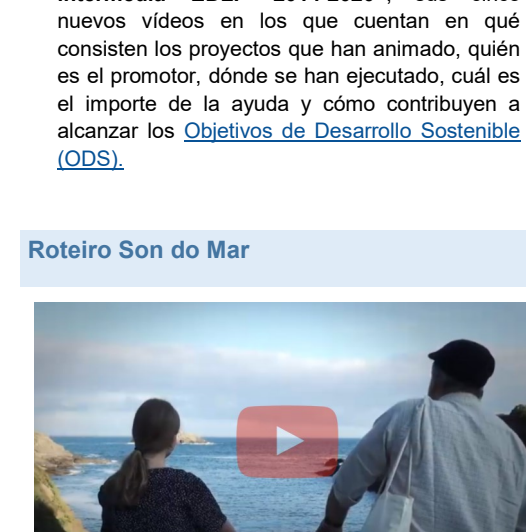 nuevos vídeos en los que cuentan en qué
consisten los proyectos que han animado, quién
es el promotor, dónde se han ejecutado, cuál es
el importe de la ayuda y cómo contribuyen a
alcanzar los Objetivos de Desarrollo Sostenible
(ODS).
Roteiro Son do Mar